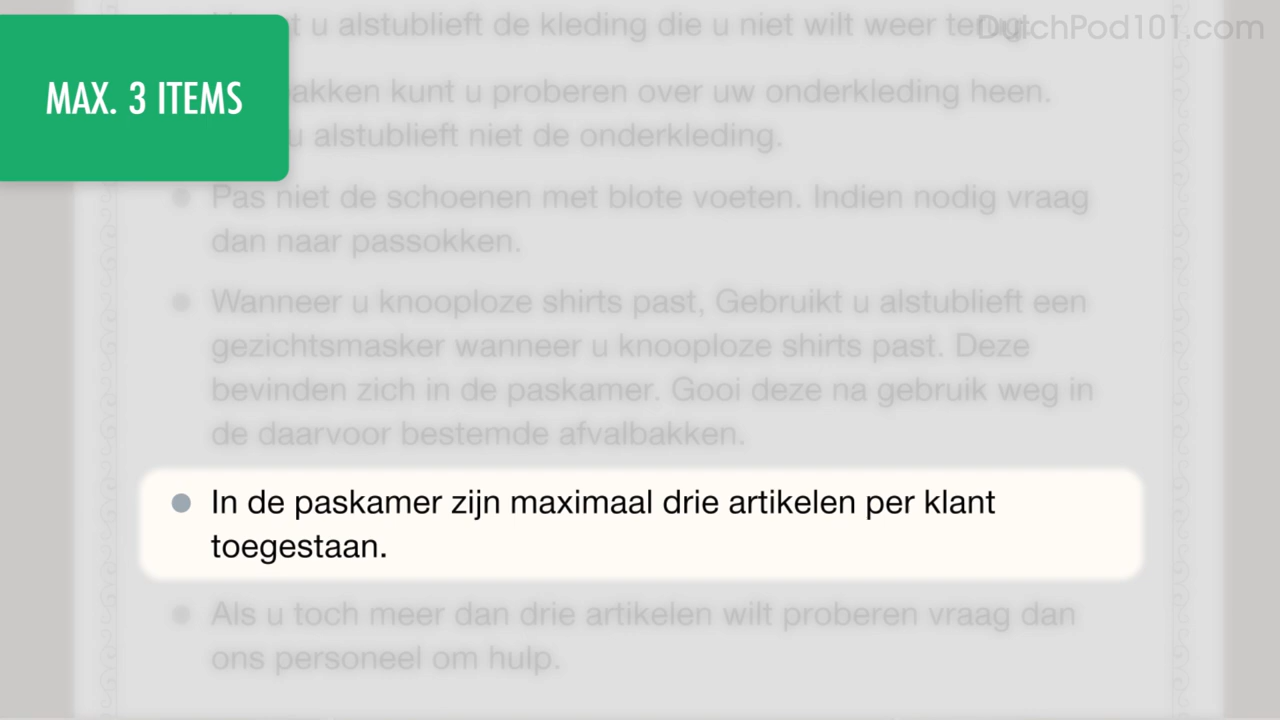 u alstublieft de kleding die u niet wilt weer
DutchPod101.com
MAX. 3 ITEMS
kunt u proberen over uw onderkleding heen.
u alstublieft niet de onderkleding.
Pas niet de schoenen met blote voeten. Indien nodig vraag
dan naar passokken.
Wanneer u knooploze shirts past, Gebruikt u alstublieft een
gezichtsmasker wanneer u knooploze shirts past. Deze
bevinden zich in de paskamer. Gooi deze na gebruik weg in
de daarvoor bestemde afvalbakken.
In de paskamer zijn maximaal drie artikelen per klant
toegestaan.
Als u toch meer dan drie artikelen wilt proberen vraag dan
ons personeel om hulp.